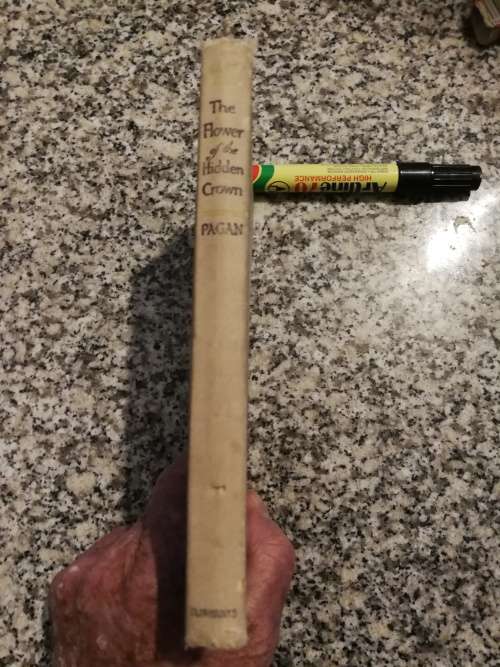 The
Flower
of the
Hidden
Crown
PAGAN
Artline 70
HIGH PERFORMANCE